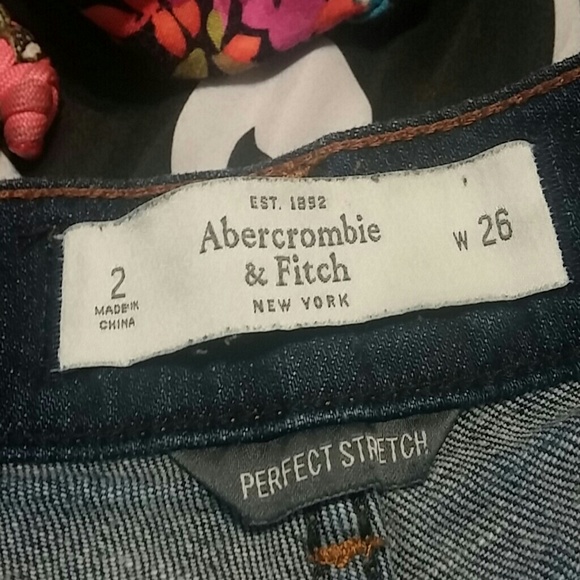 EST. 1892
Abercrombie
& Fitch
NEW YORK
2
MADE IN
CHINA
W 26
PERFECT STRETCH